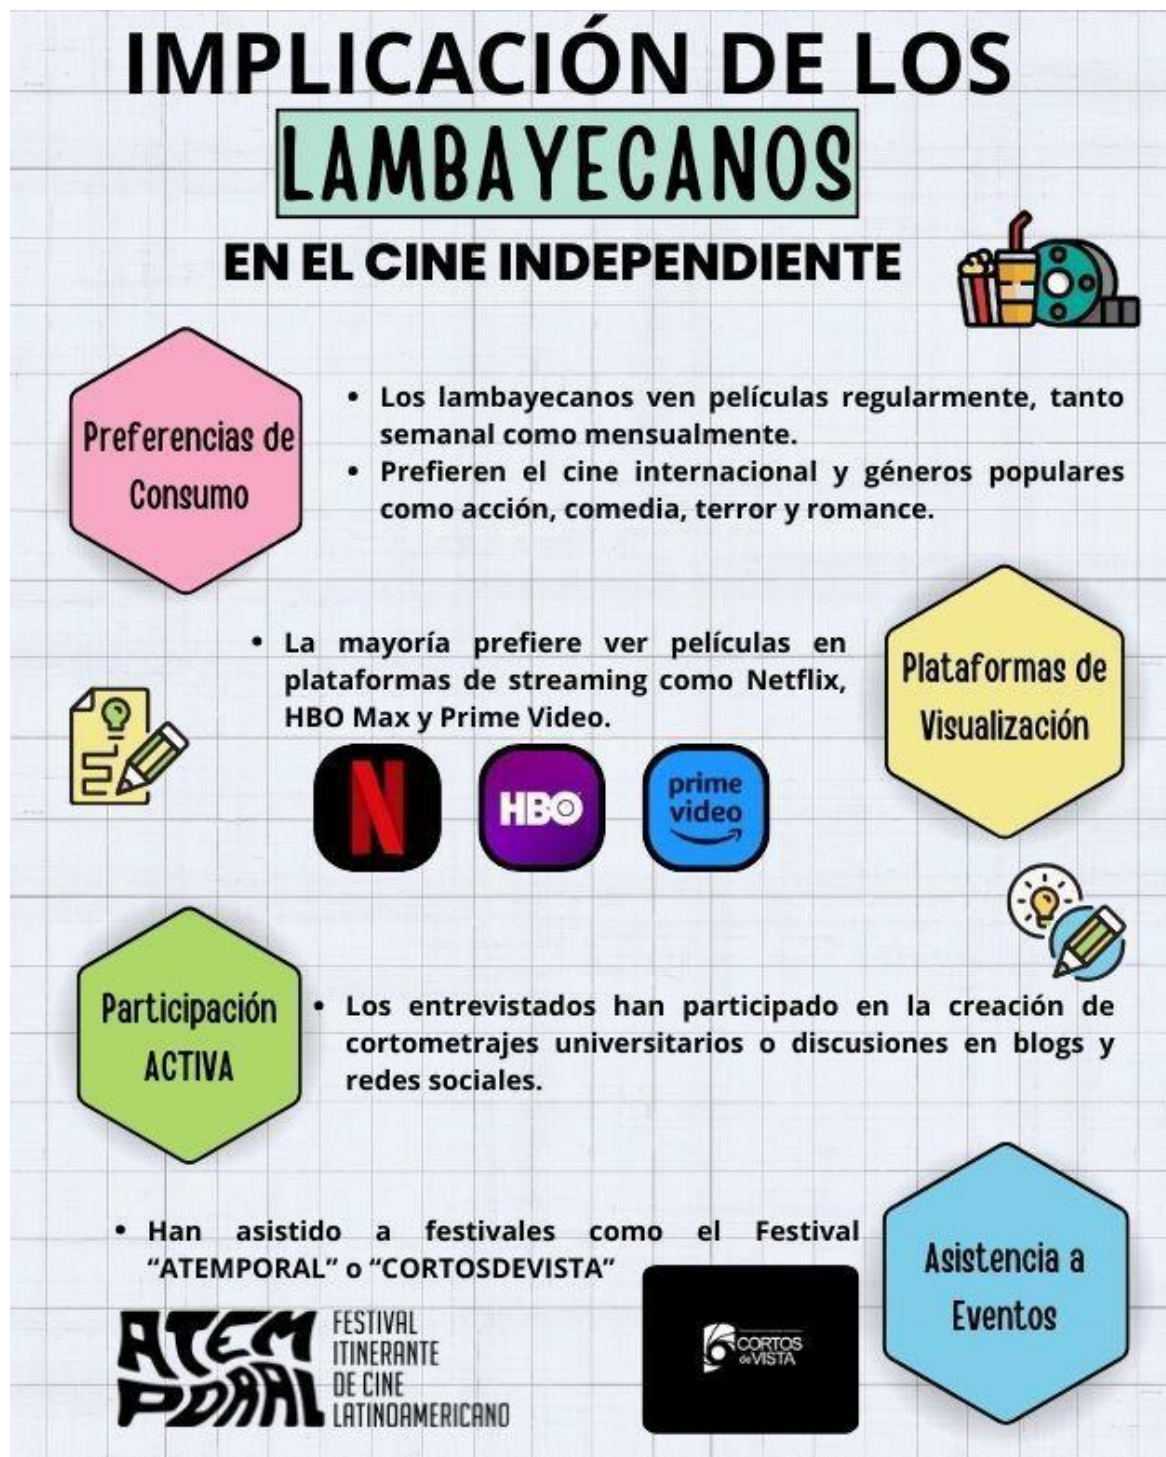 IMPLICACIÓN DE LOS
LAMBAYECANOS
EN EL CINE INDEPENDIENTE
Preferencias de
Consumo
• Los lambayecanos ven películas regularmente, tanto
semanal como mensualmente.
• Prefieren el cine internacional y géneros populares
como acción, comedia, terror y romance.
Plataformas de
Visualización
• La mayoría prefiere ver películas en
plataformas de streaming como Netflix,
HBO Max y Prime Video.
N
HBO
prime
video
Participación
ACTIVA
• Los entrevistados han participado en la creación de
cortometrajes universitarios o discusiones en blogs y
redes sociales.
Asistencia a
Eventos
• Han asistido a festivales como el Festival
“ATEMPORAL” o “CORTOSDEVISTA”
ATEM
PORAL
FESTIVAL
ITINERANTE
DE CINE
LATINOAMERICANO
CORTOS
deVISTA